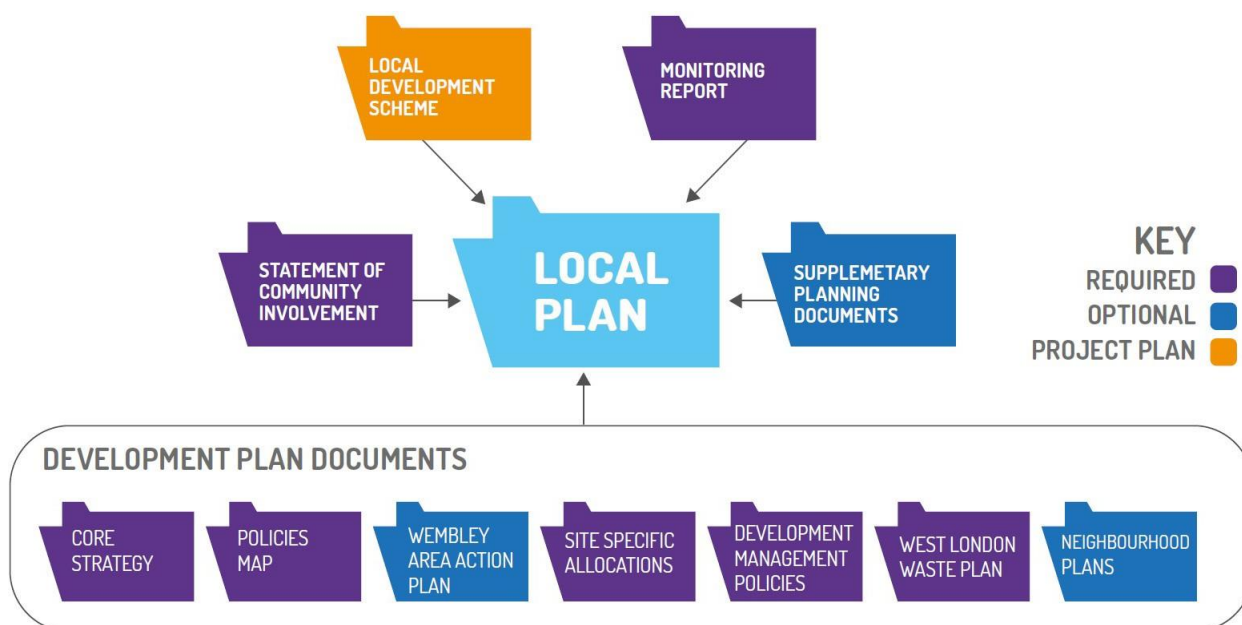 LOCAL
DEVELOPMENT
SCHEME
MONITORING
REPORT
STATEMENT OF
COMMUNITY
INVOLVEMENT
LOCAL
PLAN
SUPPLEMETARY
PLANNING
DOCUMENTS
KEY
REQUIRED
OPTIONAL
PROJECT PLAN
DEVELOPMENT PLAN DOCUMENTS
CORE
STRATEGY
POLICIES
MAP
WEMBLEY
AREA ACTION
PLAN
SITE SPECIFIC
ALLOCATIONS
DEVELOPMENT
MANAGEMENT
POLICIES
WEST LONDON
WASTE PLAN
NEIGHBOURHOOD
PLANS